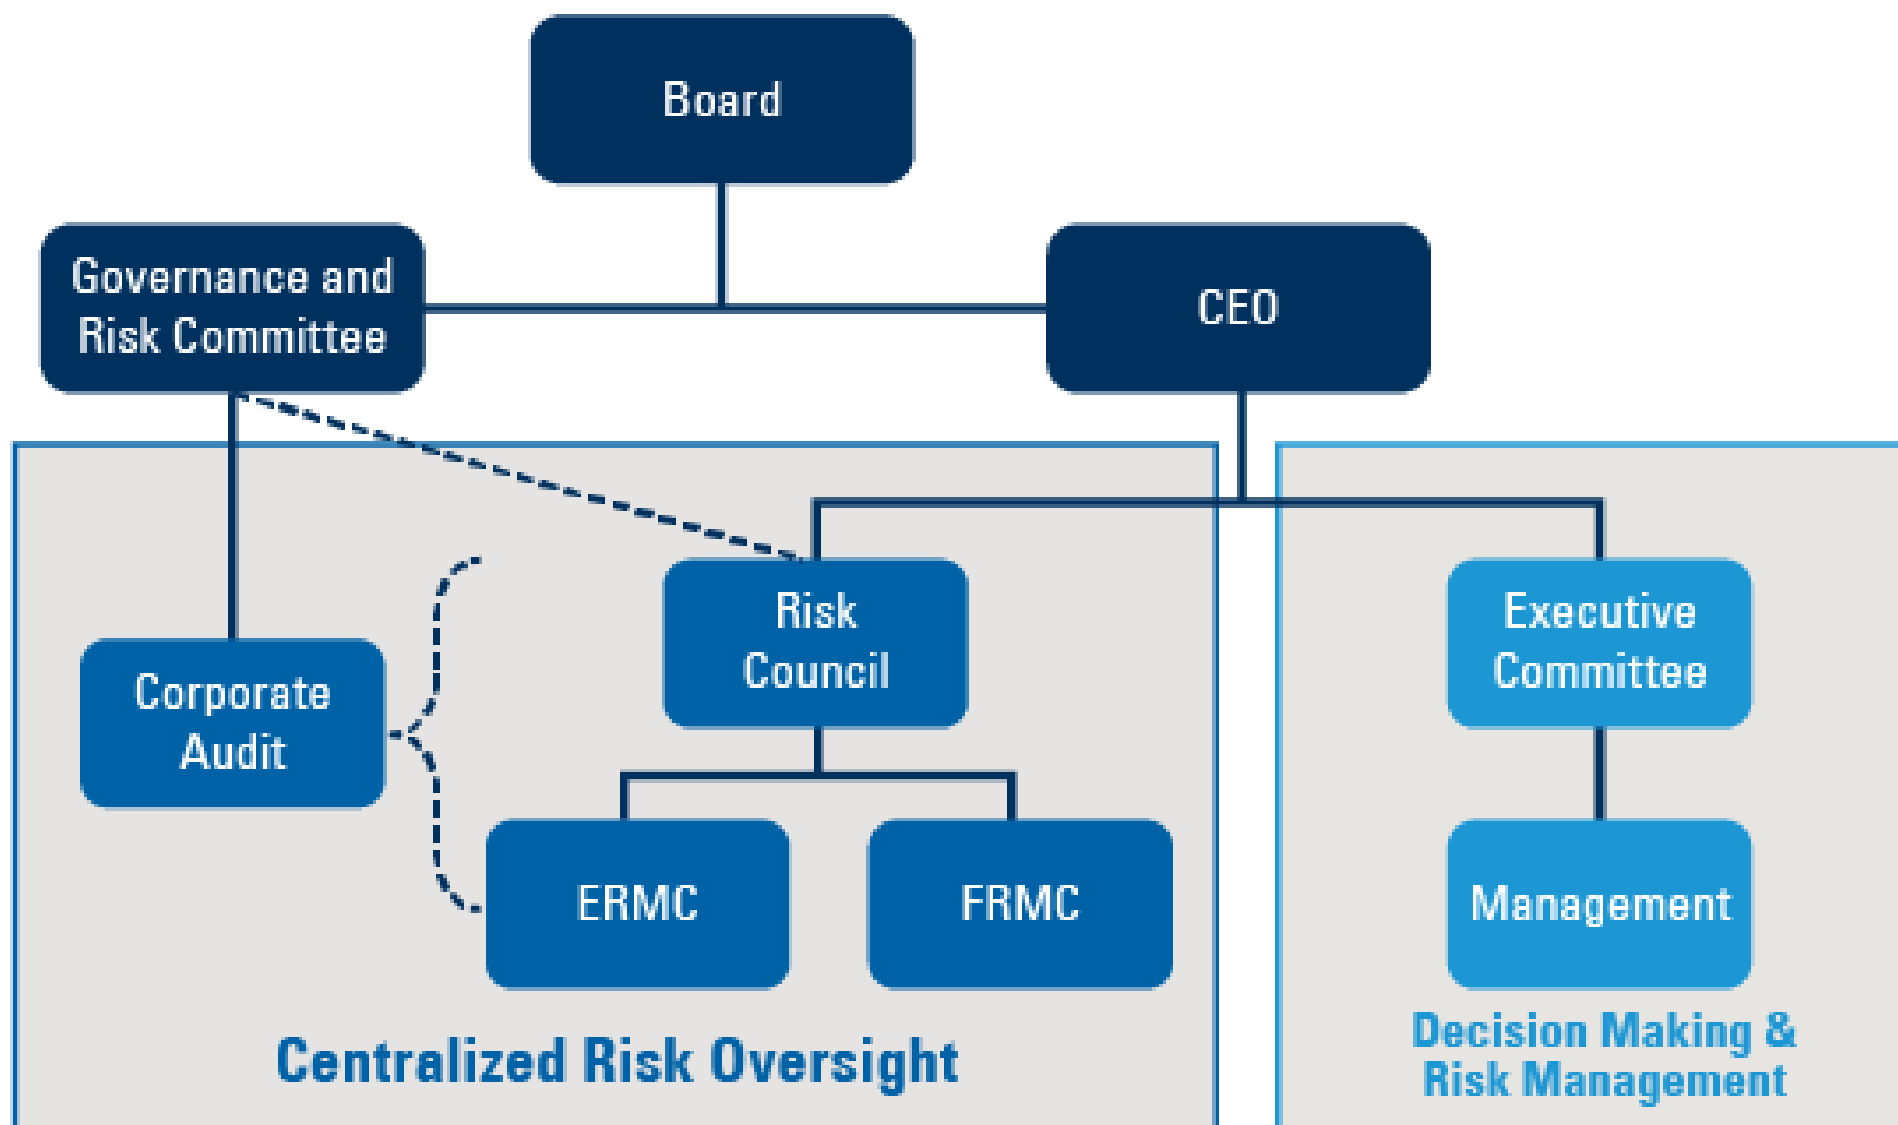 Board
Governance and
Risk Committee
CEO
Corporate
Audit
Risk
Council
Executive
Committee
ERMC
FRMC
Management
Centralized Risk Oversight
Decision Making &
Risk Management